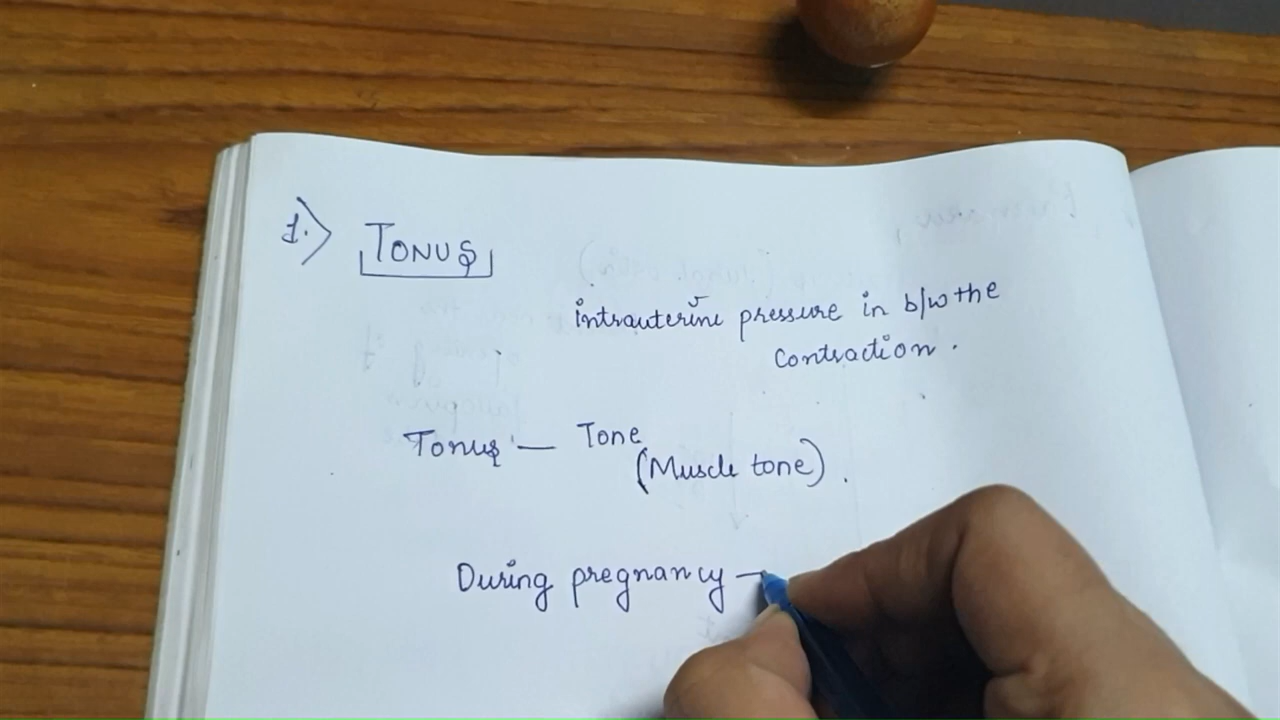 1.> TONUS
intrauterine pressure in b/w the
contraction.
Tonus — Tone
(Muscle tone).
During pregnancy —